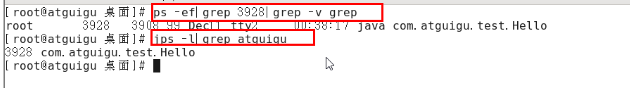 [root@atguigu 桌面]# ps -ef|grep 3928|grep -v grep
root 3928 3908 99 Dec11 tty2 00:38:17 java com.atguigu.test.Hello
[root@atguigu 桌面]# jps -l|grep atguigu
3928 com.atguigu.test.Hello
[root@atguigu 桌面]#